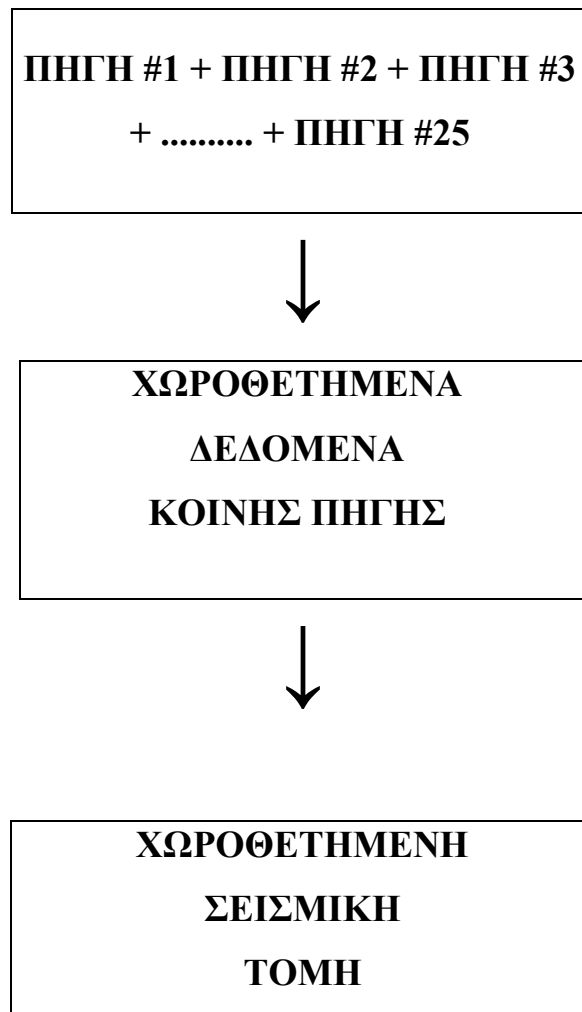 ΠΗΓΗ #1 + ΠΗΓΗ #2 + ΠΗΓΗ #3
+ .......... + ΠΗΓΗ #25
ΧΩΡΟΘΕΤΗΜΕΝΑ
ΔΕΔΟΜΕΝΑ
ΚΟΙΝΗΣ ΠΗΓΗΣ
ΧΩΡΟΘΕΤΗΜΕΝΗ
ΣΕΙΣΜΙΚΗ
ΤΟΜΗ